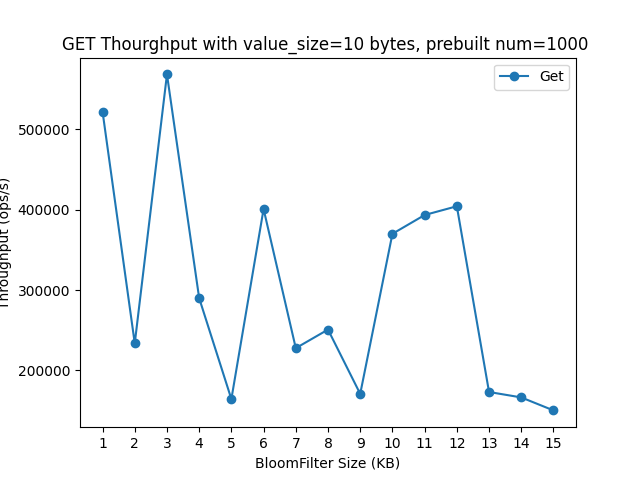 GET Thourghput with value_size=10 bytes, prebuilt num=1000
Get
Throughput (ops/s)
500000
400000
300000
200000
1 2 3 4 5 6 7 8 9 10 11 12 13 14 15
BloomFilter Size (KB)